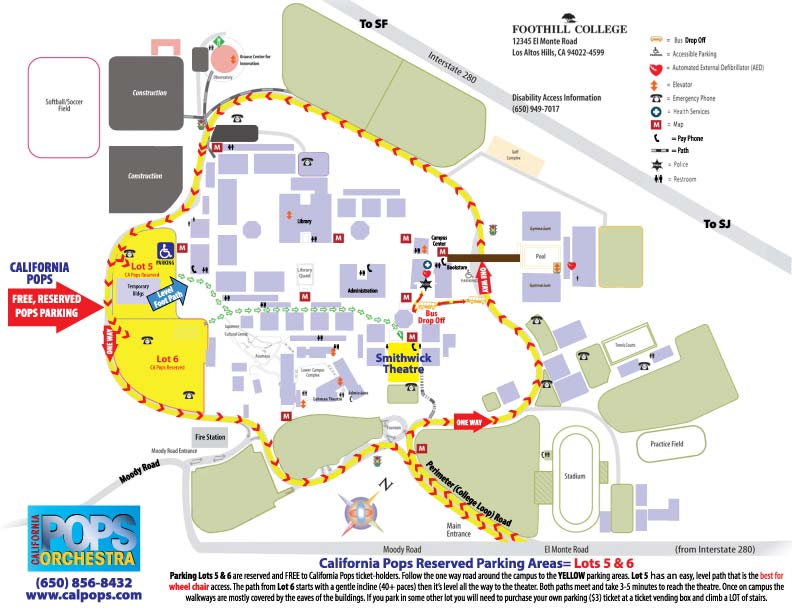 To SF
FOOTHILL COLLEGE
12345 El Monte Road
Los Altos Hills, CA 94022-4599
Interstate 280
Disability Access Information
(650) 949-7017
= Bus Drop Off
= Accessible Parking
= Automated External Defibrillator (AED)
= Elevator
= Emergency Phone
= Health Services
M = Map
= Pay Phone
= Path
= Police
= Restroom
To SJ
Krause Center for
Innovation
Observatory
Softball/Soccer
Field
Construction
Construction
M
M
M
M
M
M
M
M
M
M
Golf
Complex
Library
Campus
Center
Bookstore
PARKING
Gymnasium
Pool
Gymnasium
CALIFORNIA
POPS
FREE, RESERVED
POPS PARKING
Lot 5
CA Pops Reserved
PARKING
Temporary
Bldgs
Level
Foot Path
Library
Quad
Administration
ONE WAY
Bus
Drop Off
ONE WAY
Lot 6
CA Pops Reserved
Japanese
Cultural Center
Smithwick
Theatre
Lower Campus
Complex
Lohman Theatre
Admissions
Tennis Courts
Fire Station
Fountain
ONE WAY
Practice Field
Stadium
Moody Road Entrance
Moody Road
Perimeter (College Loop) Road
N
Main
Entrance
Moody Road
El Monte Road
(from Interstate 280)
CALIFORNIA
POPS
ORCHESTRA
(650) 856-8432
www.calpops.com
California Pops Reserved Parking Areas= Lots 5 & 6
Parking Lots 5 & 6 are reserved and FREE to California Pops ticket-holders. Follow the one way road around the campus to the YELLOW parking areas. Lot 5 has an easy, level path that is the best for
wheel chair access. The path from Lot 6 starts with a gentle incline (40+ paces) then it's level all the way to the theater. Both paths meet and take 3-5 minutes to reach the theatre. Once on campus the
walkways are mostly covered by the eaves of the buildings. If you park in some other lot you will need to purchase your own parking ($3) ticket at a ticket vending box and climb a LOT of stairs.